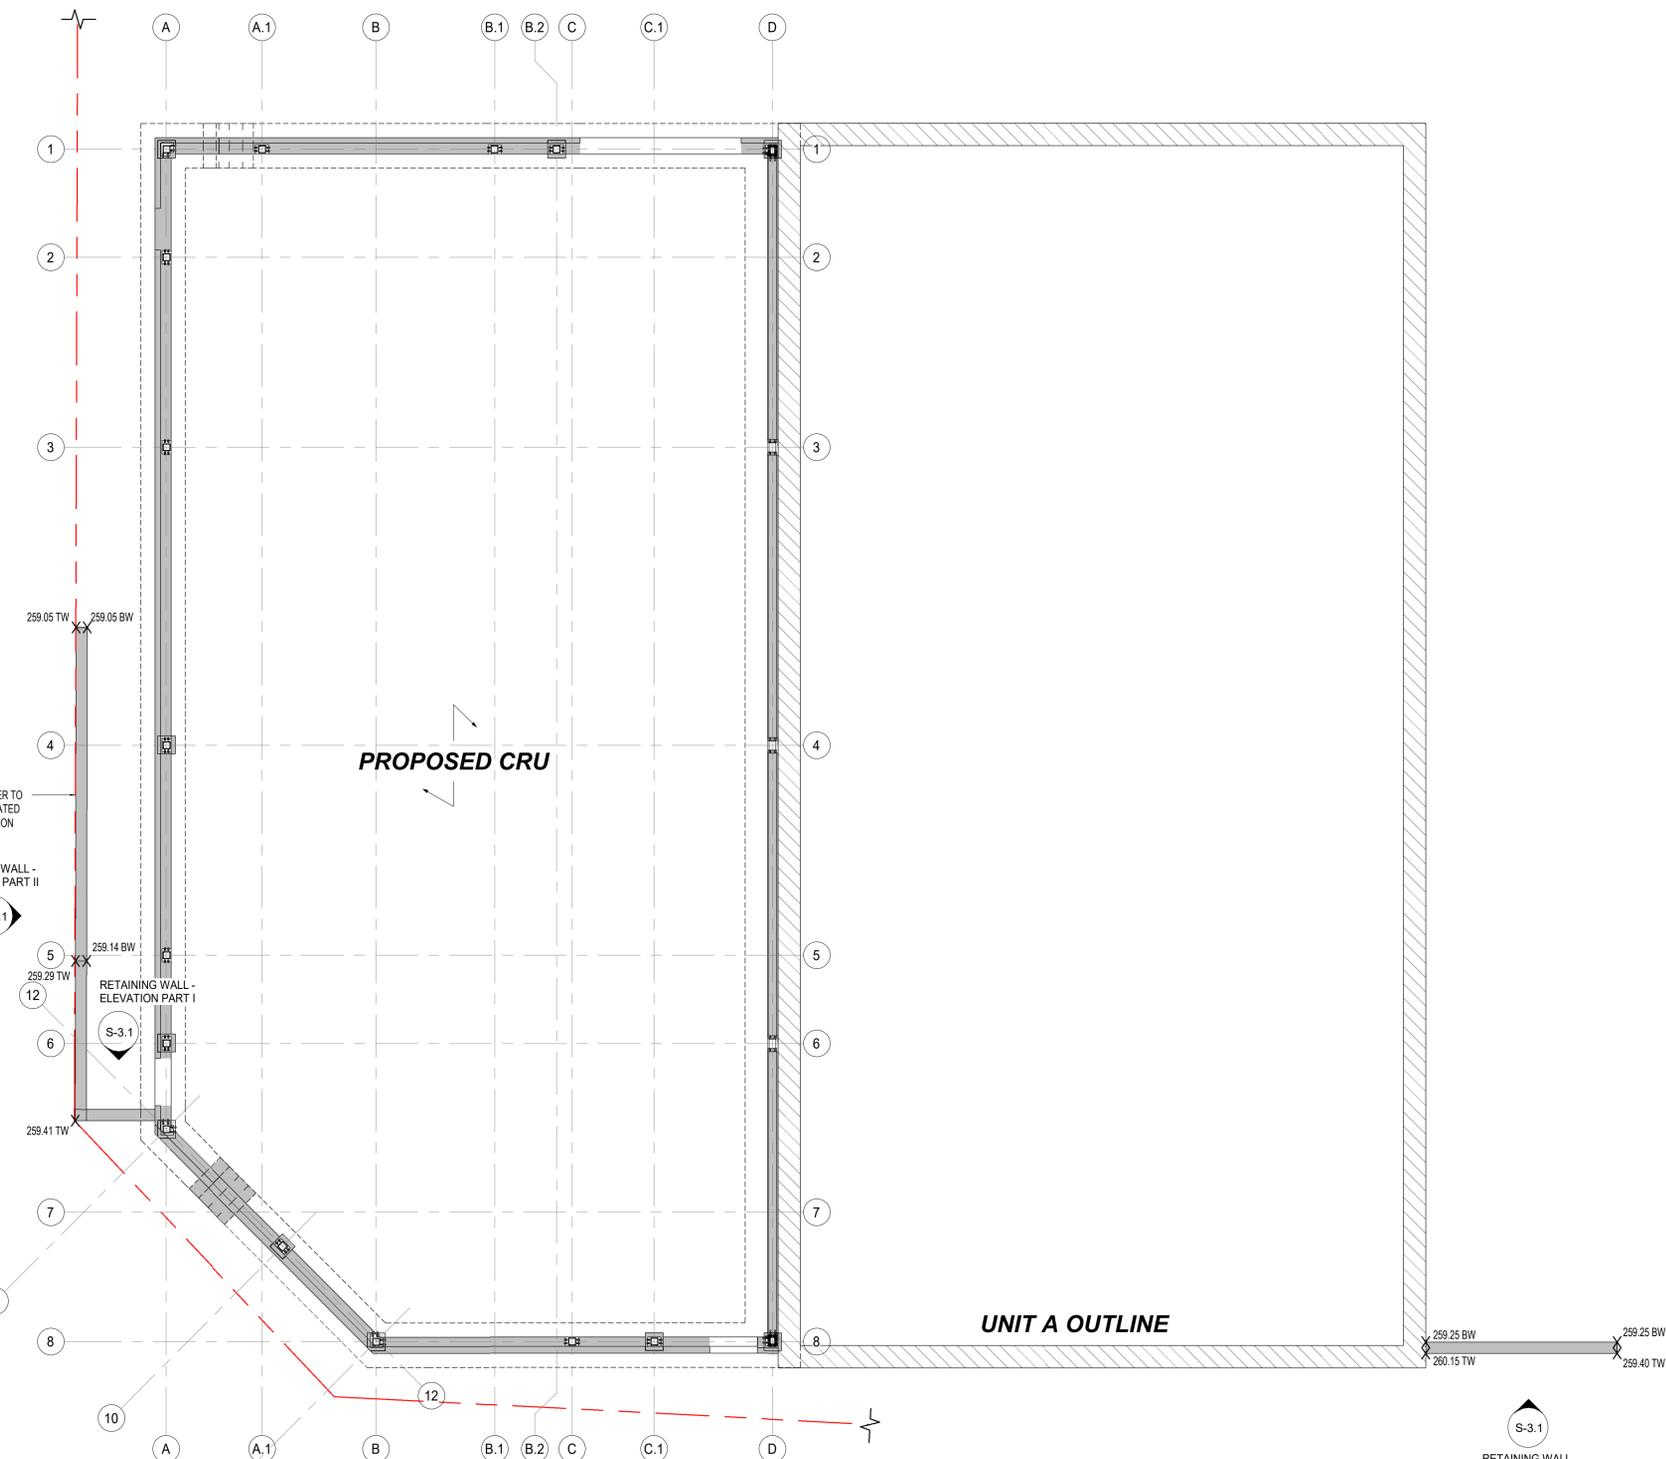 A
A.1
B
B.1
B.2
C
C.1
D
1
1
2
2
3
3
259.05 TW
259.05 BW
4
4
PROPOSED CRU
ER TO
ATED
ON
WALL -
PART II
.1
259.14 BW
5
5
259.29 TW
12
RETAINING WALL -
ELEVATION PART I
S-3.1
6
6
259.41 TW
7
7
UNIT A OUTLINE
8
8
259.25 BW
260.15 TW
259.25 BW
259.40 TW
12
10
A
A.1
B
B.1
B.2
C
C.1
D
S-3.1
RETAINING WALL